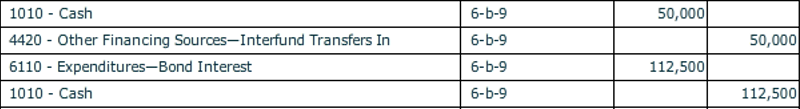 1010 - Cash 6-b-9 50,000
4420 - Other Financing Sources—Interfund Transfers In 6-b-9 50,000
6110 - Expenditures—Bond Interest 6-b-9 112,500
1010 - Cash 6-b-9 112,500